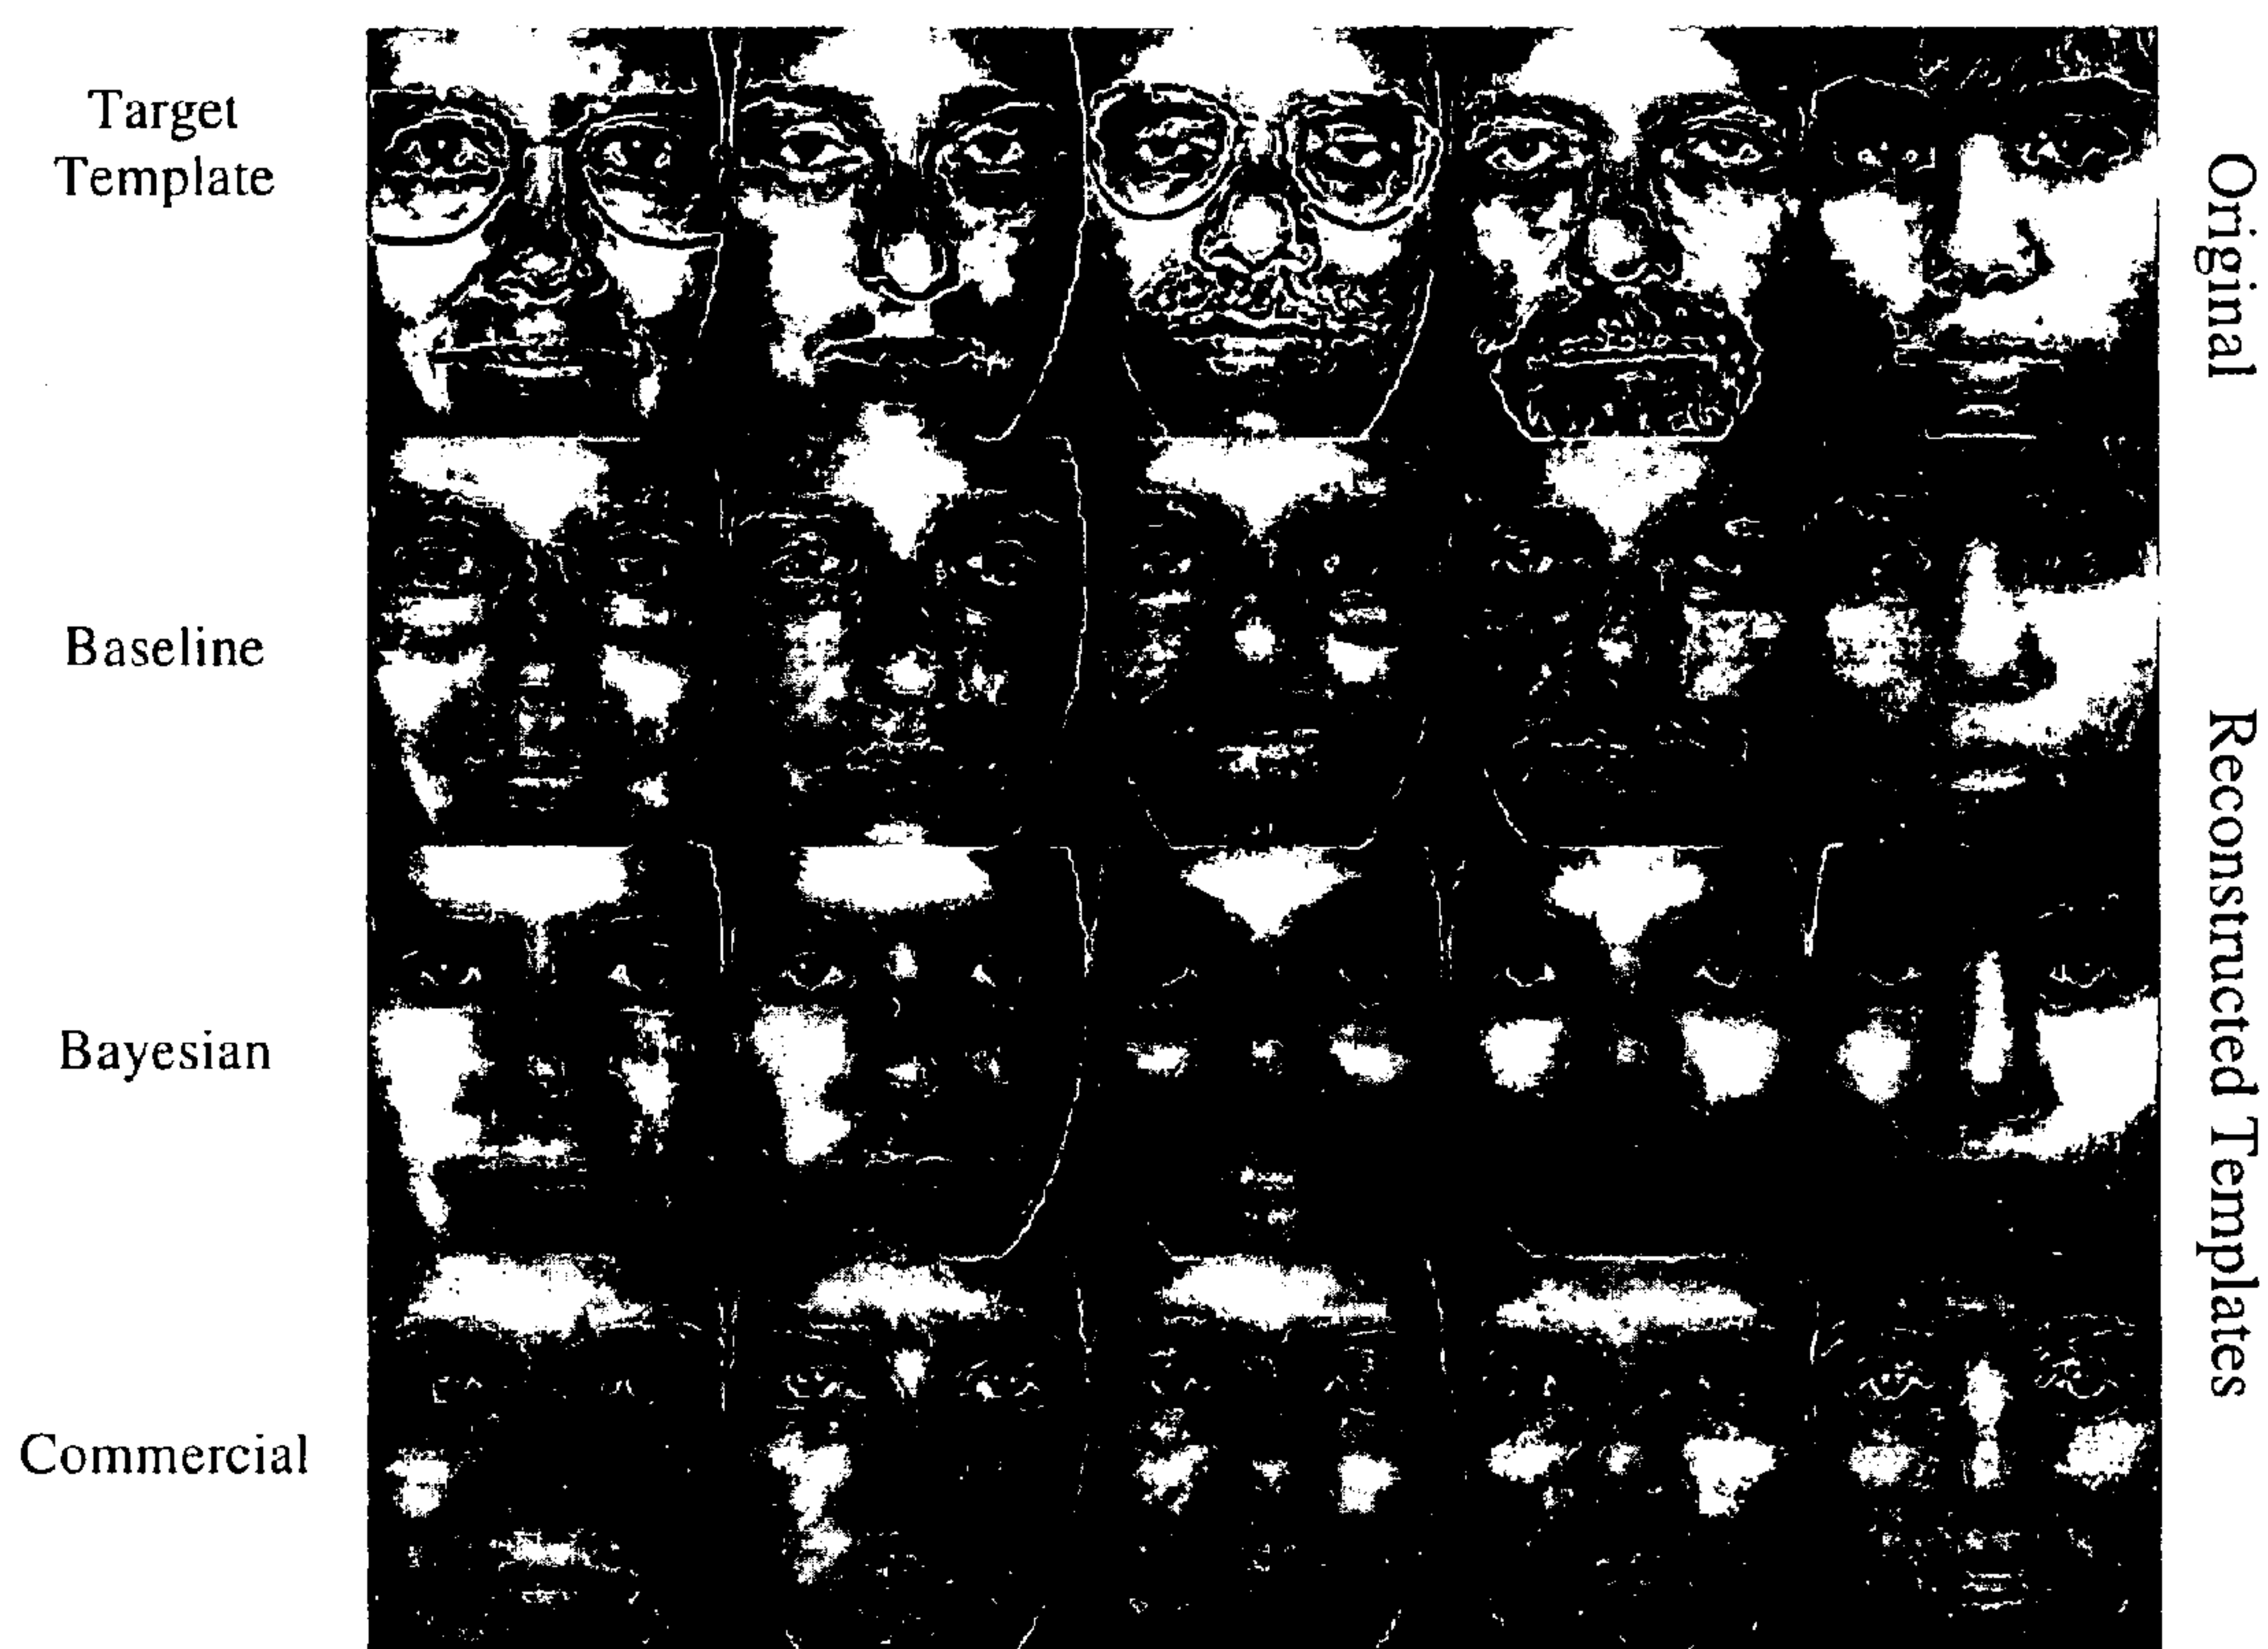 Target
Template
Baseline
Bayesian
Commercial
Original
Reconstructed Templates